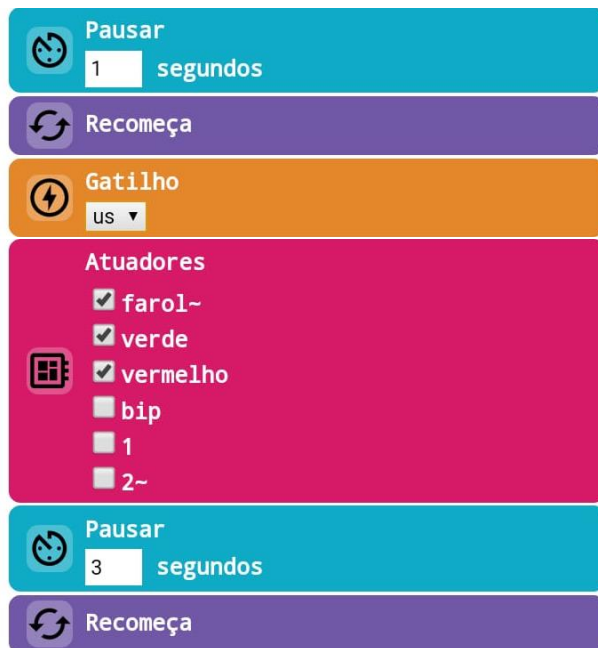 Pausar
1 segundos
Recomeça
Gatilho
us
Atuadores
farol~
verde
vermelho
bip
1
2~
Pausar
3 segundos
Recomeça